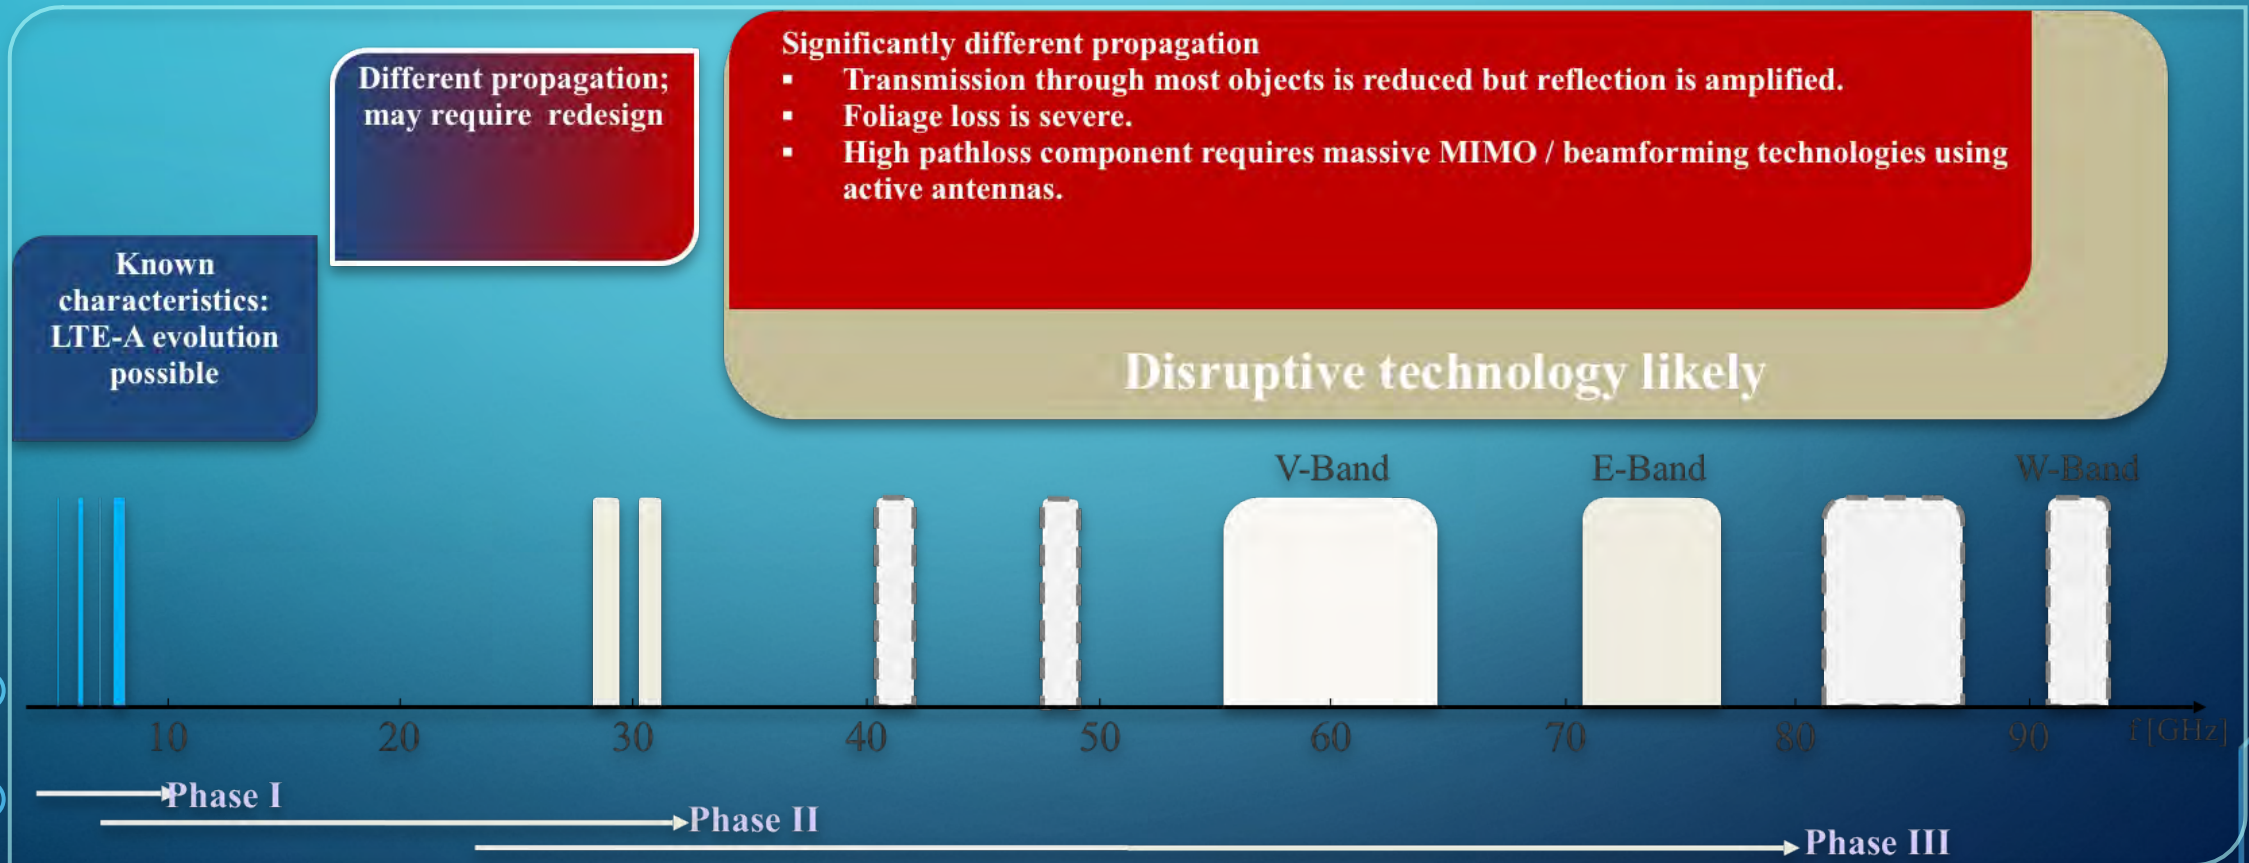 Known
characteristics:
LTE-A evolution
possible
Different propagation;
may require redesign
Significantly different propagation
▪ Transmission through most objects is reduced but reflection is amplified.
▪ Foliage loss is severe.
▪ High pathloss component requires massive MIMO / beamforming technologies using
active antennas.
Disruptive technology likely
V-Band E-Band W-Band
10 20 30 40 50 60 70 80 90 f [GHz]
Phase I
Phase II
Phase III